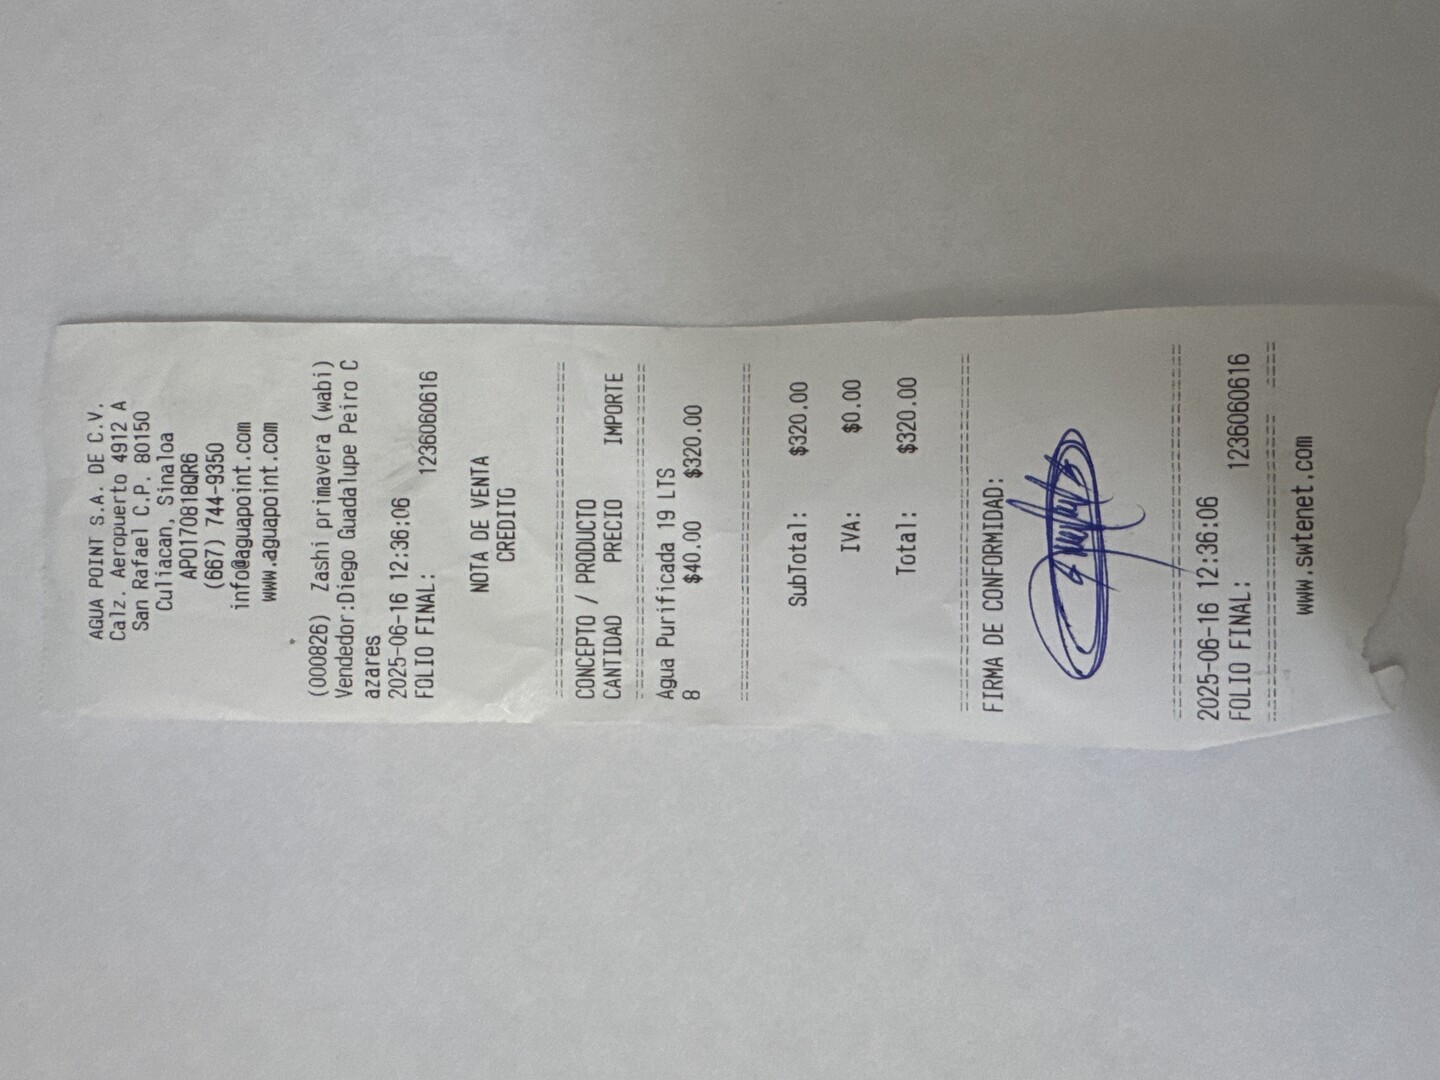 AGUA POINT S.A. DE C.V.
Calz. Aeropuerto 4912 A
San Rafael C.P. 80150
Culiacan, Sinaloa
APO170818QR6
(667) 744-9350
info@aguapoint.com
www.aguapoint.com
(000826) Zashi primavera (wabi)
Vendedor:Diego Guadalupe Peiro C
azares
2025-06-16 12:36:06
FOLIO FINAL: 1236060616
NOTA DE VENTA
CREDITO
CONCEPTO / PRODUCTO
CANTIDAD PRECIO IMPORTE
Agua Purificada 19 LTS
8 $40.00 $320.00
SubTotal: $320.00
IVA: $0.00
Total: $320.00
FIRMA DE CONFORMIDAD:
2025-06-16 12:36:06
FOLIO FINAL: 1236060616
www.swtenet.com